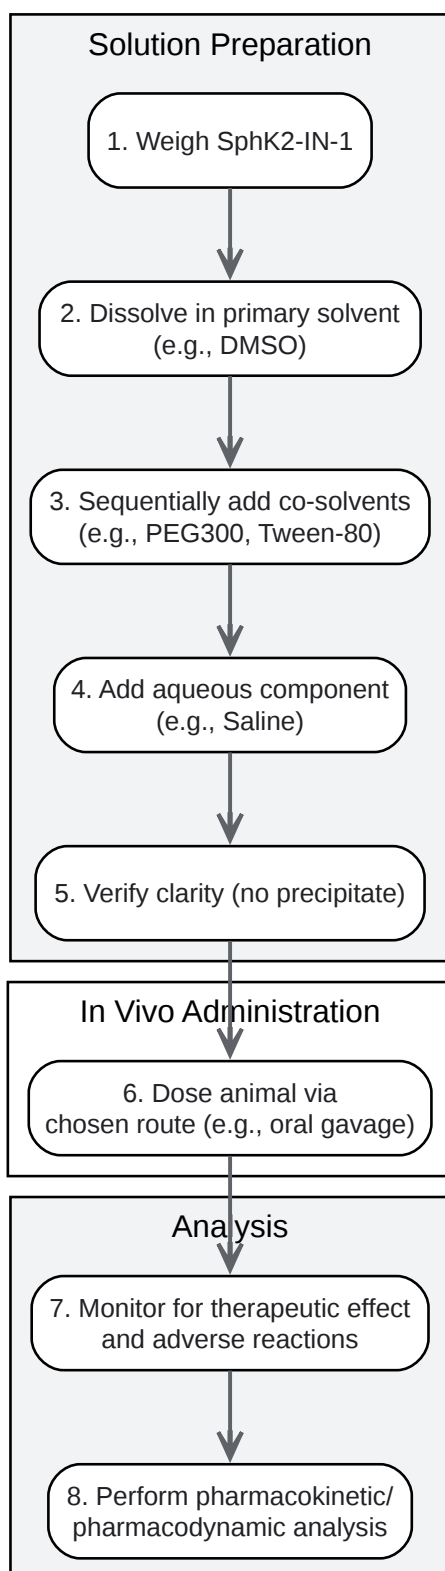 Solution Preparation
1. Weigh SphK2-IN-1
2. Dissolve in primary solvent
(e.g., DMSO)
3. Sequentially add co-solvents
(e.g., PEG300, Tween-80)
4. Add aqueous component
(e.g., Saline)
5. Verify clarity (no precipitate)
In Vivo Administration
6. Dose animal via
chosen route (e.g., oral gavage)
Analysis
7. Monitor for therapeutic effect
and adverse reactions
8. Perform pharmacokinetic/
pharmacodynamic analysis